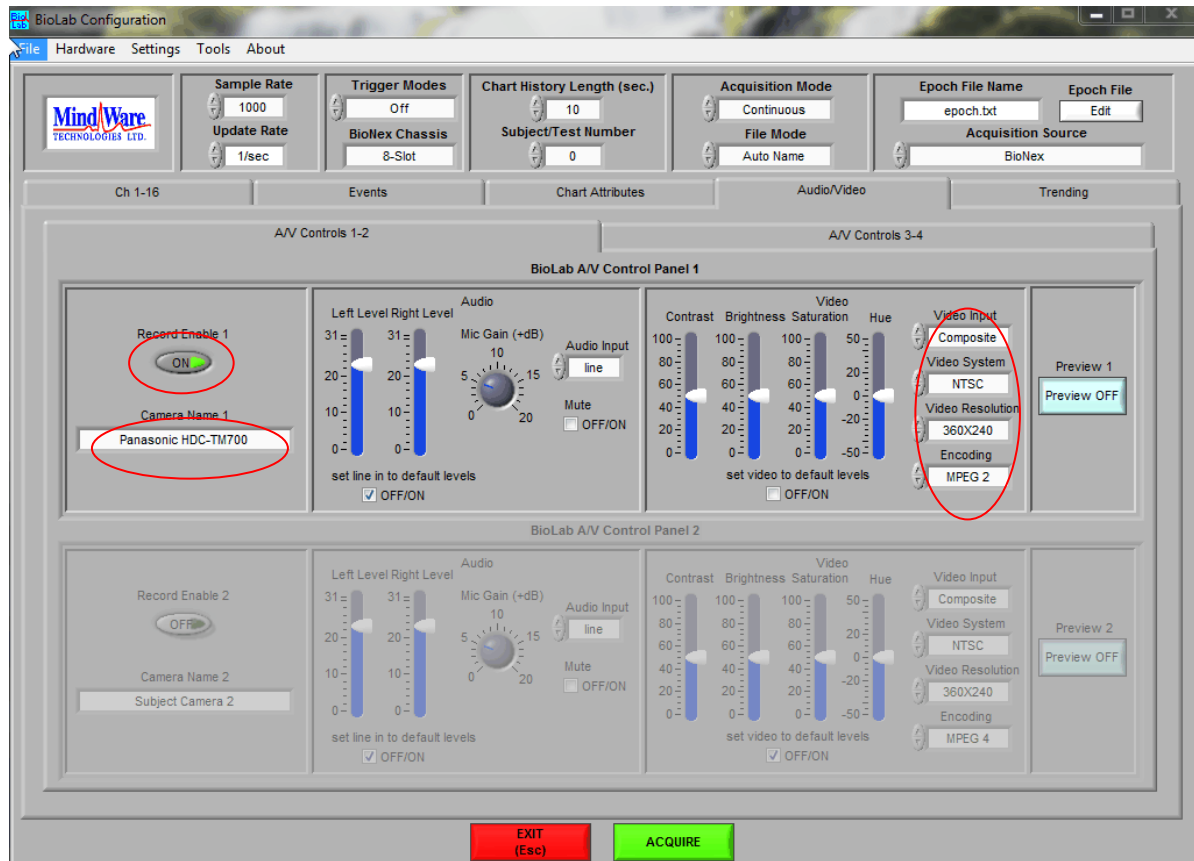 BioLab BioLab Configuration
File Hardware Settings Tools About
MindWare
TECHNOLOGIES LTD.
Sample Rate
1000
Update Rate
1/sec
Trigger Modes
Off
BioNex Chassis
8-Slot
Chart History Length (sec.)
10
Subject/Test Number
0
Acquisition Mode
Continuous
File Mode
Auto Name
Epoch File Name
epoch.txt
Epoch File
Edit
Acquisition Source
BioNex
Ch 1-16 Events Chart Attributes Audio/Video Trending
A/V Controls 1-2 A/V Controls 3-4
BioLab A/V Control Panel 1
Record Enable 1
ON
Camera Name 1
Panasonic HDC-TM700
Audio
Left Level Right Level
31 31
20 20
10 10
0 0
Mic Gain (+dB)
10
5 15
0 20
Audio Input
line
Mute
OFF/ON
set line in to default levels
OFF/ON
Video
Contrast Brightness Saturation Hue
100 100 100 50
80 80 80 20
60 60 60 0
40 40 40 -20
20 20 20
0 0 0 -50
set video to default levels
OFF/ON
Video Input
Composite
Video System
NTSC
Video Resolution
360X240
Encoding
MPEG 2
Preview 1
Preview OFF
BioLab A/V Control Panel 2
Record Enable 2
OFF
Camera Name 2
Subject Camera 2
Audio
Left Level Right Level
31 31
20 20
10 10
0 0
Mic Gain (+dB)
10
5 15
0 20
Audio Input
line
Mute
OFF/ON
set line in to default levels
OFF/ON
Video
Contrast Brightness Saturation Hue
100 100 100 50
80 80 80 20
60 60 60 0
40 40 40 -20
20 20 20
0 0 0 -50
set video to default levels
OFF/ON
Video Input
Composite
Video System
NTSC
Video Resolution
360X240
Encoding
MPEG 4
Preview 2
Preview OFF
EXIT
(Esc)
ACQUIRE